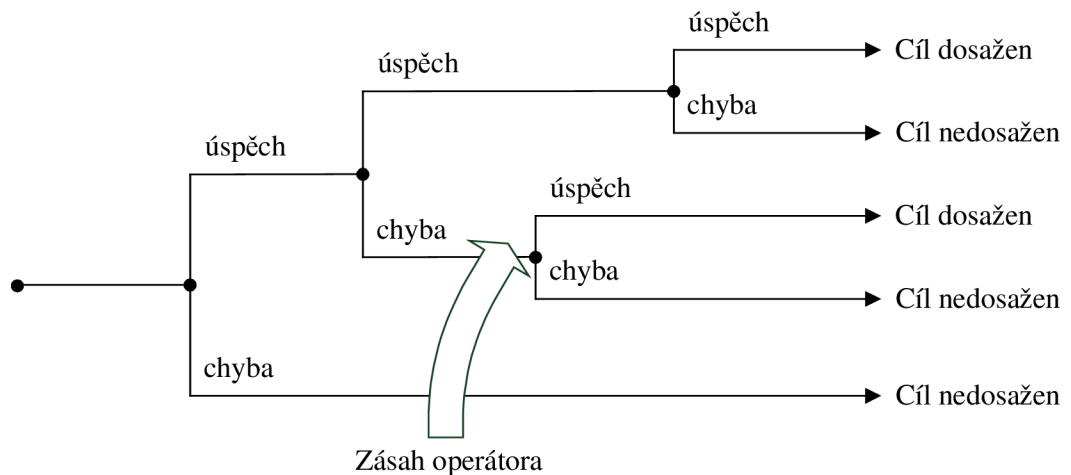 úspěch
Cíl dosažen
úspěch
chyba
Cíl nedosažen
úspěch
úspěch
Cíl dosažen
chyba
chyba
Cíl nedosažen
chyba
Cíl nedosažen
Zásah operátora